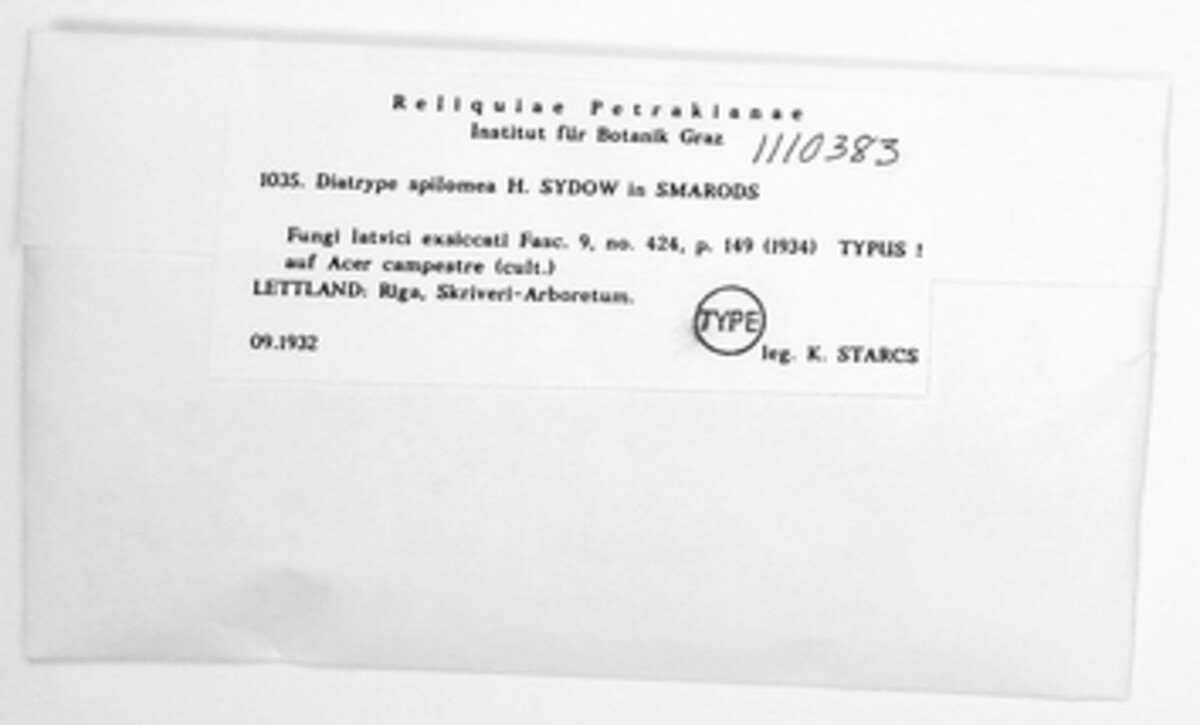 Reliquiae Petrakianae
Institut für Botanik Graz 1110383
1035. Diatrype spilomea H. SYDOW in SMARODS
Fungi latvici exsiccati Fasc. 9, no. 424, p. 149 (1934) TYPUS !
auf Acer campestre (cult.)
LETTLAND: Riga, Skriveri-Arboretum.
TYPE
09.1932 leg. K. STARCS